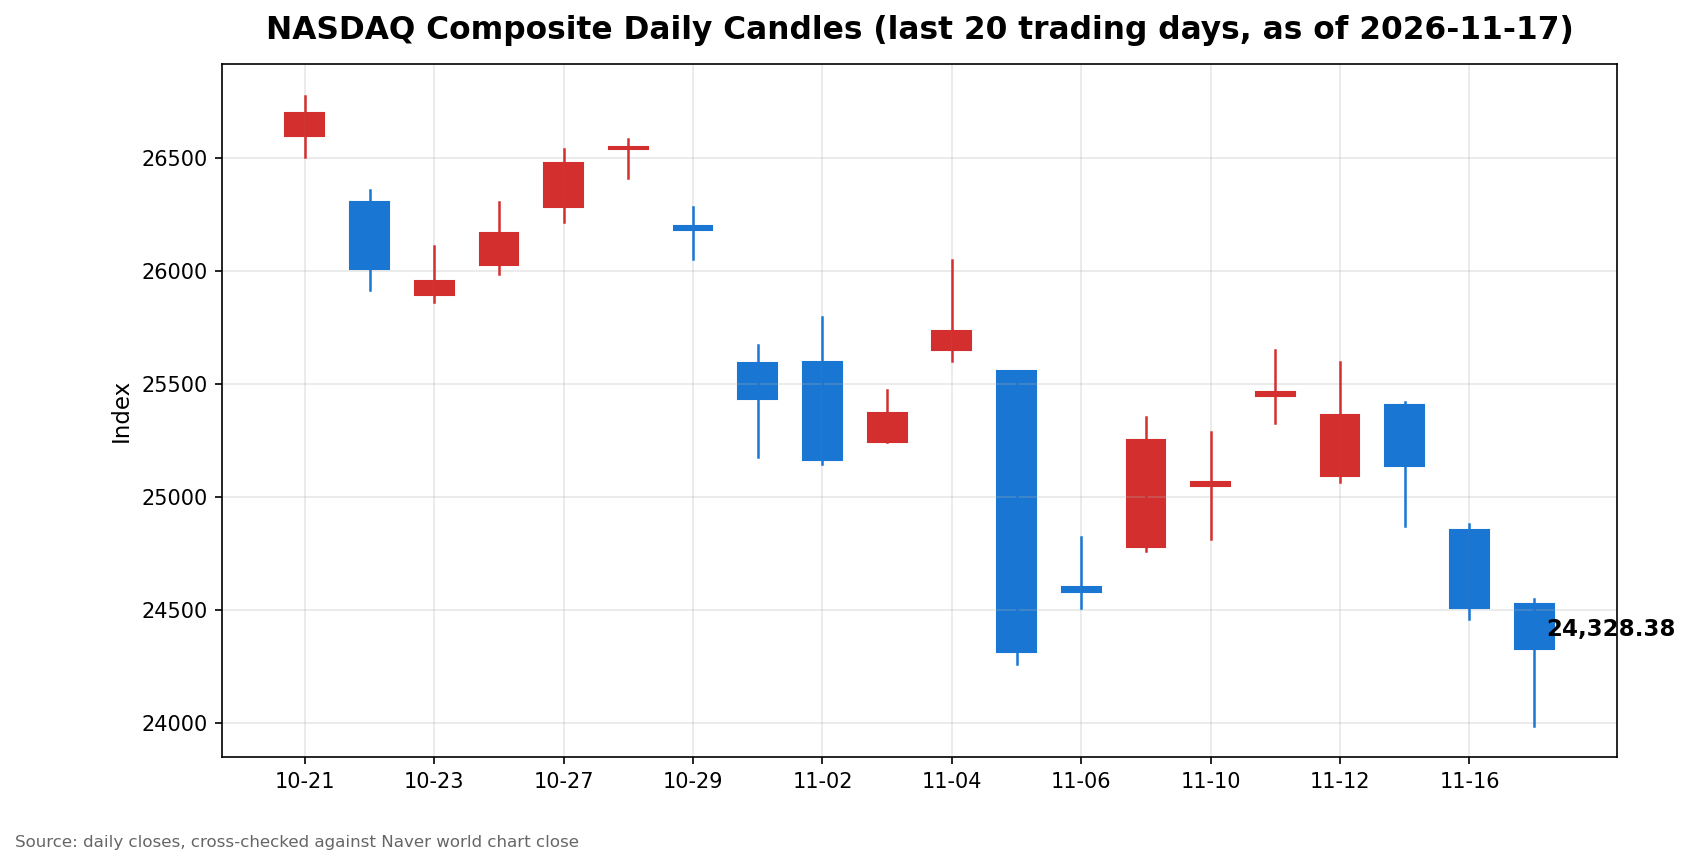 NASDAQ Composite Daily Candles (last 20 trading days, as of 2026-11-17)
Index
26500
26000
25500
25000
24500
24000
24,328.38
10-21 10-23 10-27 10-29 11-02 11-04 11-06 11-10 11-12 11-16
Source: daily closes, cross-checked against Naver world chart close